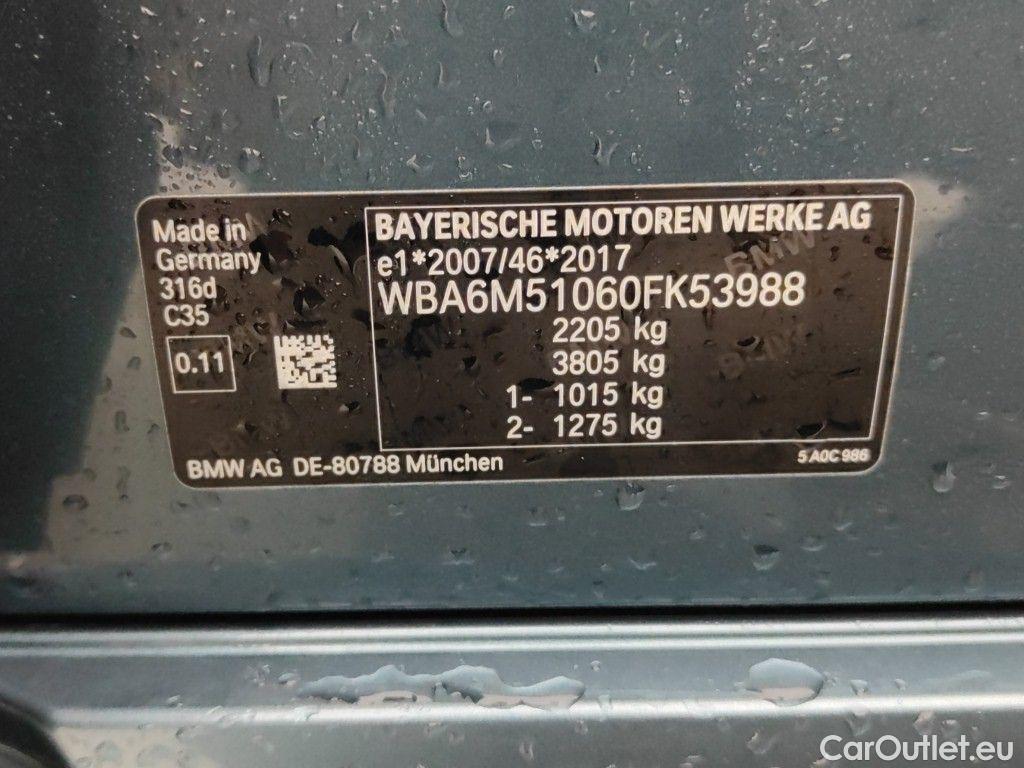 Made in
Germany
316d
C35
0.11
BAYERISCHE MOTOREN WERKE AG
e1*2007/46*2017
WBA6M51060FK53988
2205 kg
3805 kg
1- 1015 kg
2- 1275 kg
BMW AG DE-80788 München
5 A0C 986
CarOutlet.eu